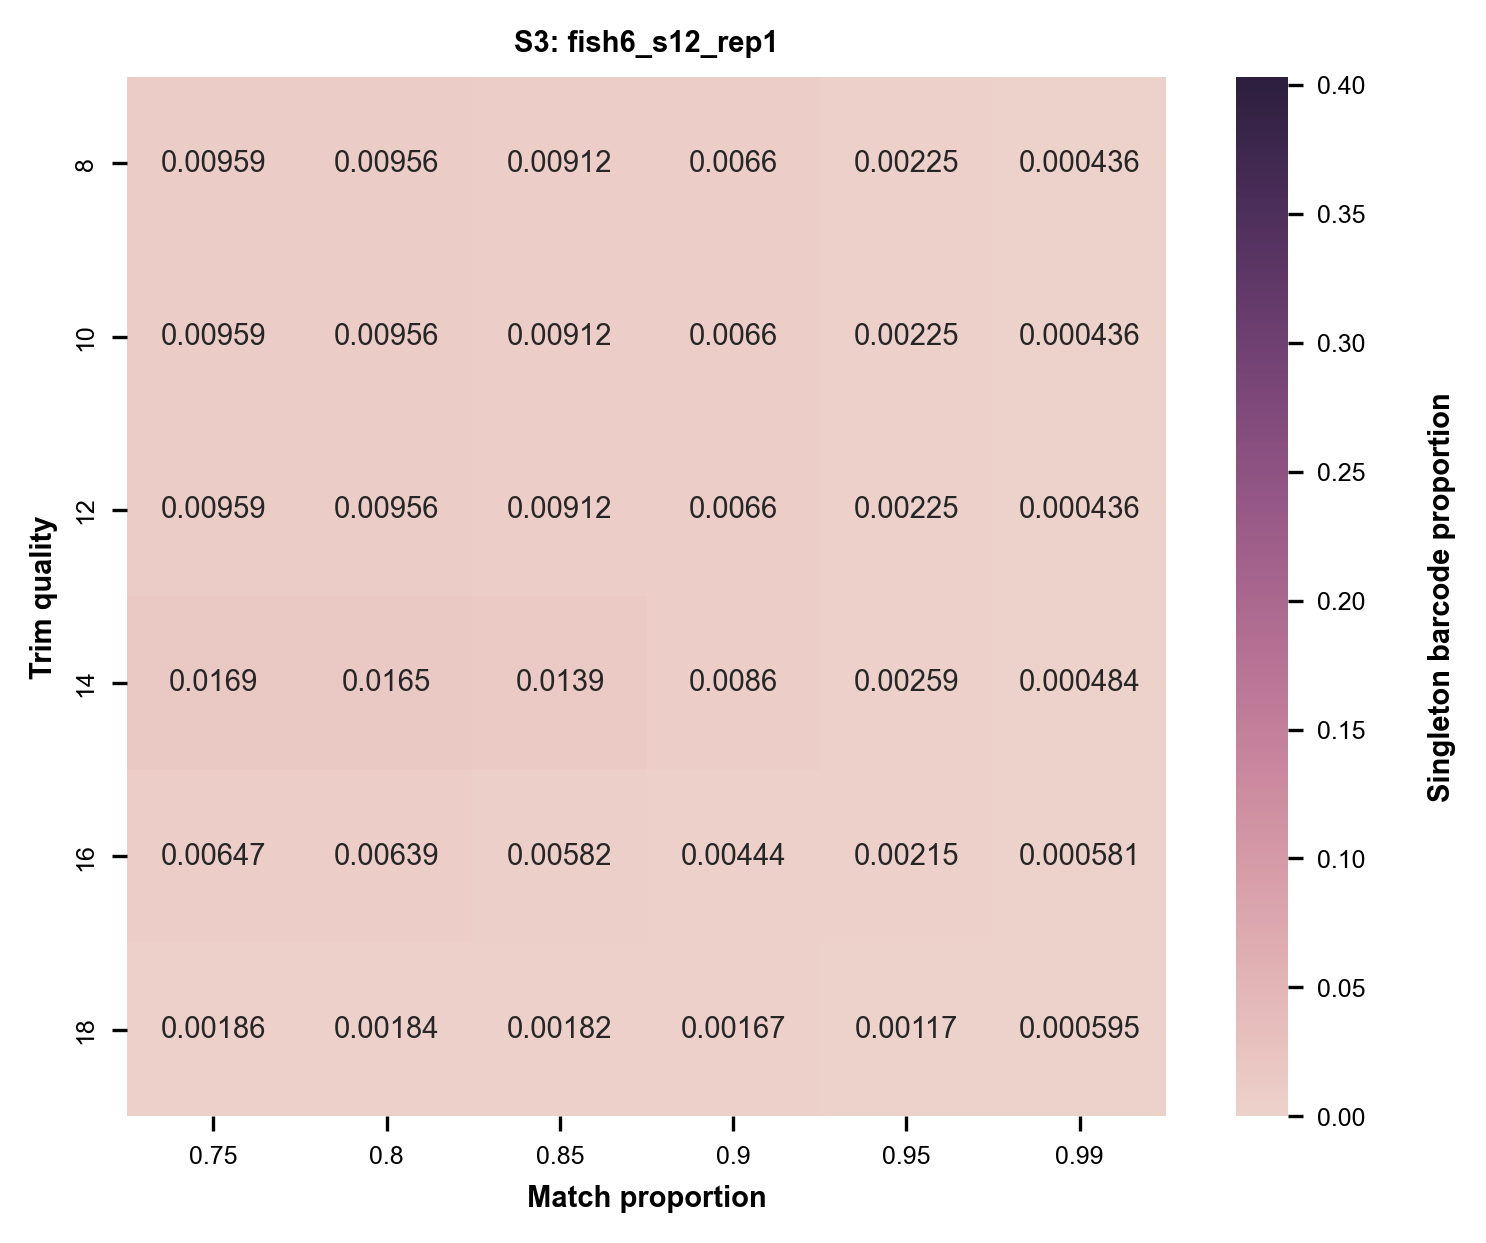 S3: fish6_s12_rep1
Trim quality
8 0.00959 0.00956 0.00912 0.0066 0.00225 0.000436
10 0.00959 0.00956 0.00912 0.0066 0.00225 0.000436
12 0.00959 0.00956 0.00912 0.0066 0.00225 0.000436
14 0.0169 0.0165 0.0139 0.0086 0.00259 0.000484
16 0.00647 0.00639 0.00582 0.00444 0.00215 0.000581
18 0.00186 0.00184 0.00182 0.00167 0.00117 0.000595
0.75 0.8 0.85 0.9 0.95 0.99
Match proportion
0.40
0.35
0.30
0.25
0.20
0.15
0.10
0.05
0.00
Singleton barcode proportion